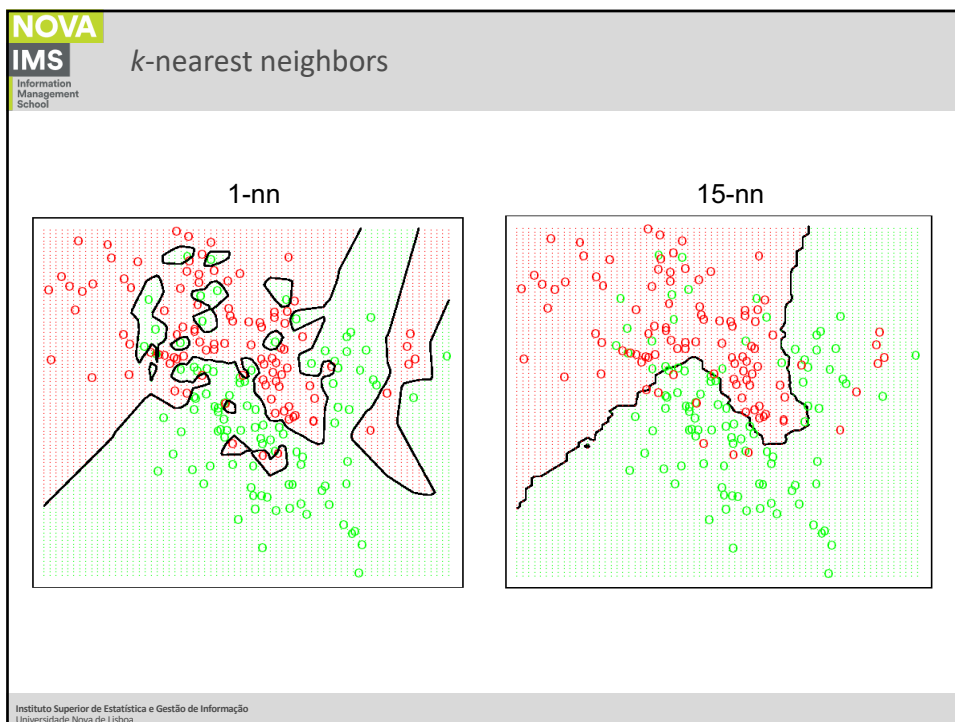 NOVA
IMS
Information
Management
School
k-nearest neighbors
1-nn
15-nn
Instituto Superior de Estatística e Gestão de Informação
Universidade Nova de Lisboa